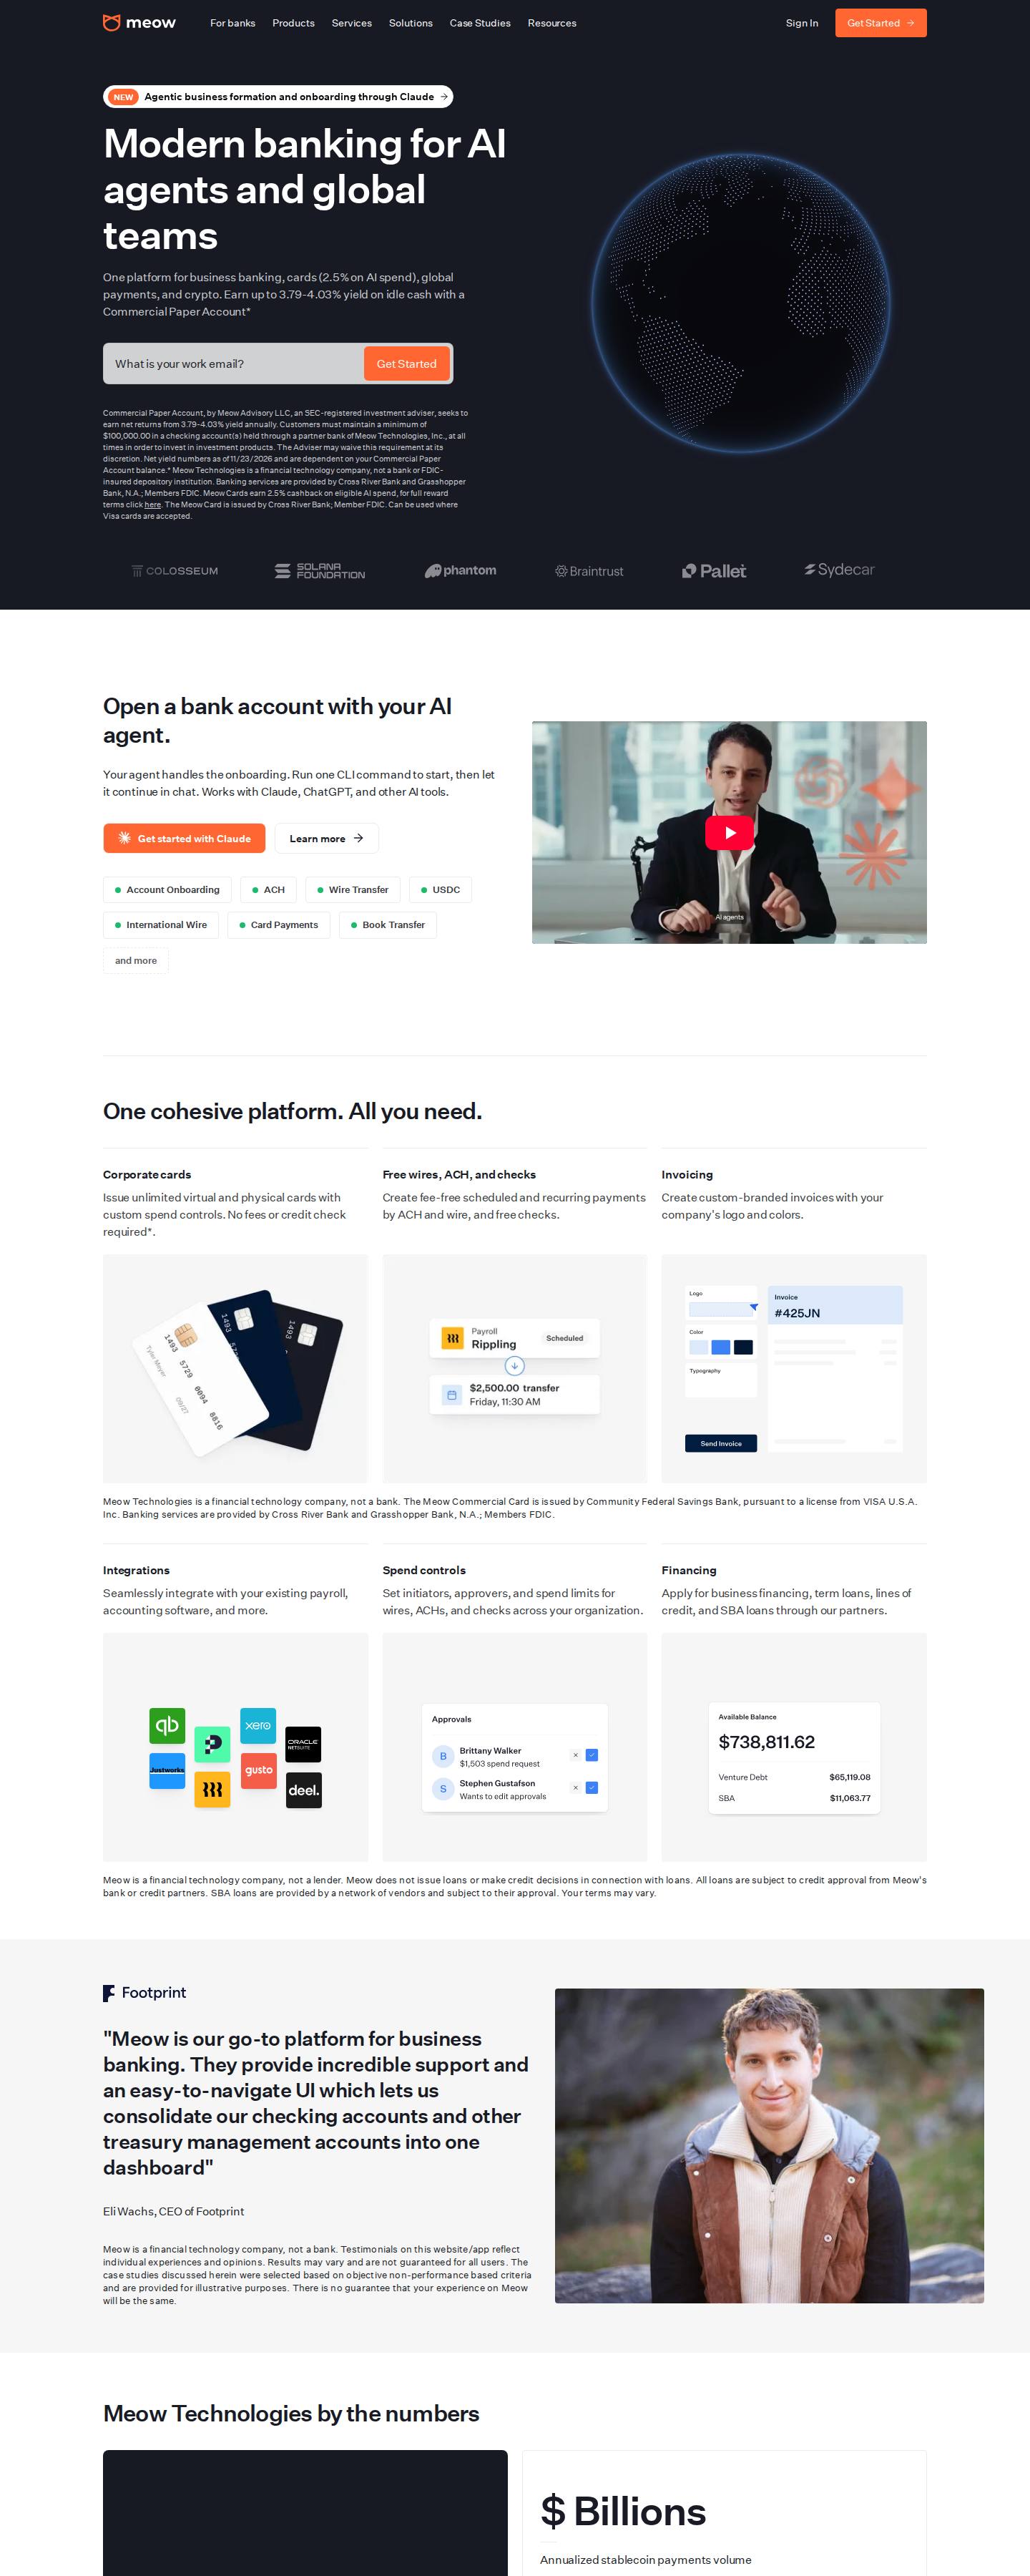 meow
For banks
Products
Services
Solutions
Case Studies
Resources
Sign In
Get Started
NEW
Agentic business formation and onboarding through Claude
Modern banking for AI
agents and global
teams
One platform for business banking, cards (2.5% on AI spend), global
payments, and crypto. Earn up to 3.79-4.03% yield on idle cash with a
Commercial Paper Account*
What is your work email?
Get Started
Commercial Paper Account, by Meow Advisory LLC, an SEC-registered investment adviser, seeks to
earn net returns from 3.79-4.03% yield annually. Customers must maintain a minimum of
$100,000.00 in a checking account(s) held through a partner bank of Meow Technologies, Inc., at all
times in order to invest in investment products. The Adviser may waive this requirement at its
discretion. Net yield numbers as of 11/23/2026 and are dependent on your Commercial Paper
Account balance.* Meow Technologies is a financial technology company, not a bank or FDIC-
insured depository institution. Banking services are provided by Cross River Bank and Grasshopper
Bank, N.A.; Members FDIC. Meow Cards earn 2.5% cashback on eligible AI spend, for full reward
terms click here. The Meow Card is issued by Cross River Bank; Member FDIC. Can be used where
Visa cards are accepted.
COLOSSEUM
SOLANA
FOUNDATION
phantom
Braintrust
Pallet
Sydecar
Open a bank account with your AI
agent.
Your agent handles the onboarding. Run one CLI command to start, then let
it continue in chat. Works with Claude, ChatGPT, and other AI tools.
Get started with Claude
Learn more
Account Onboarding
ACH
Wire Transfer
USDC
International Wire
Card Payments
Book Transfer
and more
AI agents
One cohesive platform. All you need.
Corporate cards
Issue unlimited virtual and physical cards with
custom spend controls. No fees or credit check
required*.
Free wires, ACH, and checks
Create fee-free scheduled and recurring payments
by ACH and wire, and free checks.
Invoicing
Create custom-branded invoices with your
company's logo and colors.
1493 5729 0094 8816
Tyler Meyer
09/27
1493
1493
Payroll
Rippling
Scheduled
$2,500.00 transfer
Friday, 11:30 AM
Logo
Color
Typography
Send Invoice
Invoice
#425JN
Meow Technologies is a financial technology company, not a bank. The Meow Commercial Card is issued by Community Federal Savings Bank, pursuant to a license from VISA U.S.A.
Inc. Banking services are provided by Cross River Bank and Grasshopper Bank, N.A.; Members FDIC.
Integrations
Seamlessly integrate with your existing payroll,
accounting software, and more.
Spend controls
Set initiators, approvers, and spend limits for
wires, ACHs, and checks across your organization.
Financing
Apply for business financing, term loans, lines of
credit, and SBA loans through our partners.
qb
xero
ORACLE
NETSUITE
Justworks
gusto
deel.
Approvals
B
Brittany Walker
$1,503 spend request
S
Stephen Gustafson
Wants to edit approvals
Available Balance
$738,811.62
Venture Debt
$65,119.08
SBA
$11,063.77
Meow is a financial technology company, not a lender. Meow does not issue loans or make credit decisions in connection with loans. All loans are subject to credit approval from Meow's
bank or credit partners. SBA loans are provided by a network of vendors and subject to their approval. Your terms may vary.
Footprint
"Meow is our go-to platform for business
banking. They provide incredible support and
an easy-to-navigate UI which lets us
consolidate our checking accounts and other
treasury management accounts into one
dashboard"
Eli Wachs, CEO of Footprint
Meow is a financial technology company, not a bank. Testimonials on this website/app reflect
individual experiences and opinions. Results may vary and are not guaranteed for all users. The
case studies discussed herein were selected based on objective non-performance based criteria
and are provided for illustrative purposes. There is no guarantee that your experience on Meow
will be the same.
Meow Technologies by the numbers
$ Billions
Annualized stablecoin payments volume